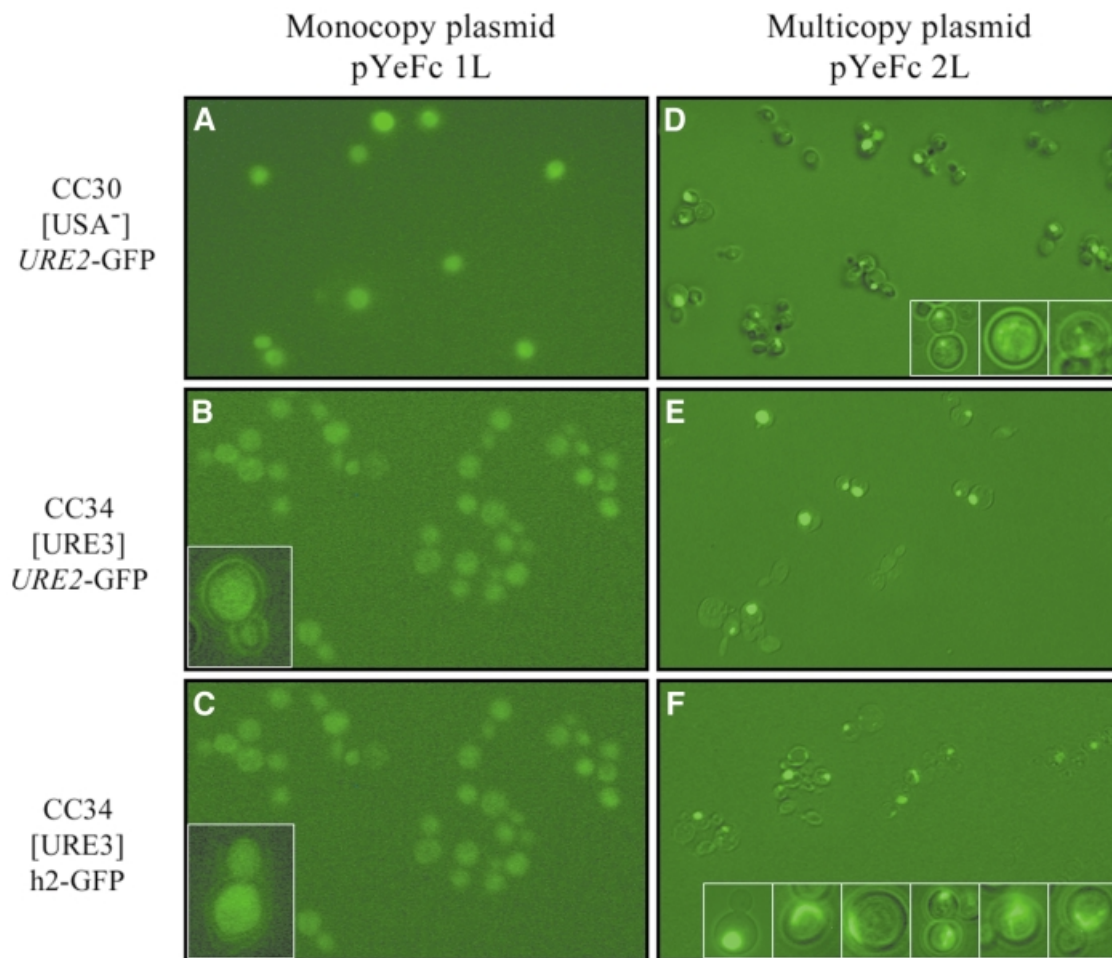 Monocopy plasmid
pYeFc 1L
Multicopy plasmid
pYeFc 2L
CC30
[USA⁻]
URE2-GFP
A
D
CC34
[URE3]
URE2-GFP
B
E
CC34
[URE3]
h2-GFP
C
F